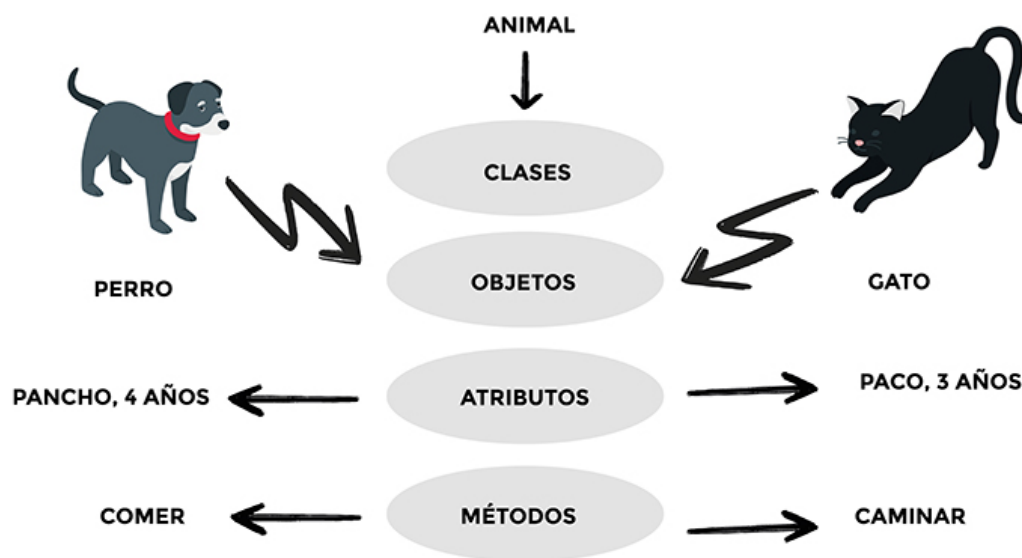 ANIMAL
CLASES
OBJETOS
PERRO
GATO
PANCHO, 4 AÑOS
ATRIBUTOS
PACO, 3 AÑOS
COMER
MÉTODOS
CAMINAR